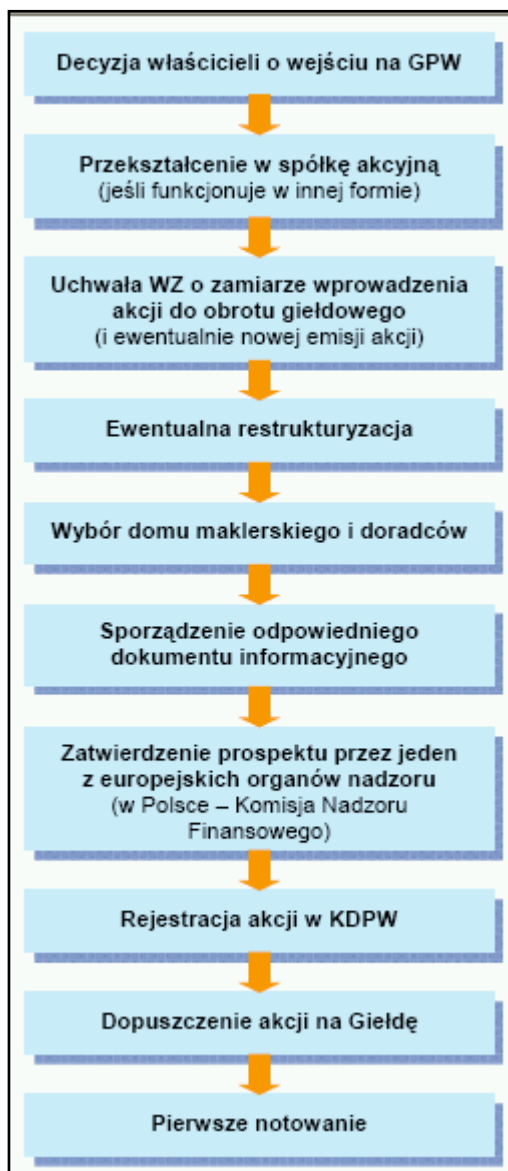 Decyzja właścicieli o wejściu na GPW
Przekształcenie w spółkę akcyjną
(jeśli funkcjonuje w innej formie)
Uchwała WZ o zamiarze wprowadzenia
akcji do obrotu giełdowego
(i ewentualnie nowej emisji akcji)
Ewentualna restrukturyzacja
Wybór domu maklerskiego i doradców
Sporządzenie odpowiedniego
dokumentu informacyjnego
Zatwierdzenie prospektu przez jeden
z europejskich organów nadzoru
(w Polsce – Komisja Nadzoru
Finansowego)
Rejestracja akcji w KDPW
Dopuszczenie akcji na Giełdę
Pierwsze notowanie